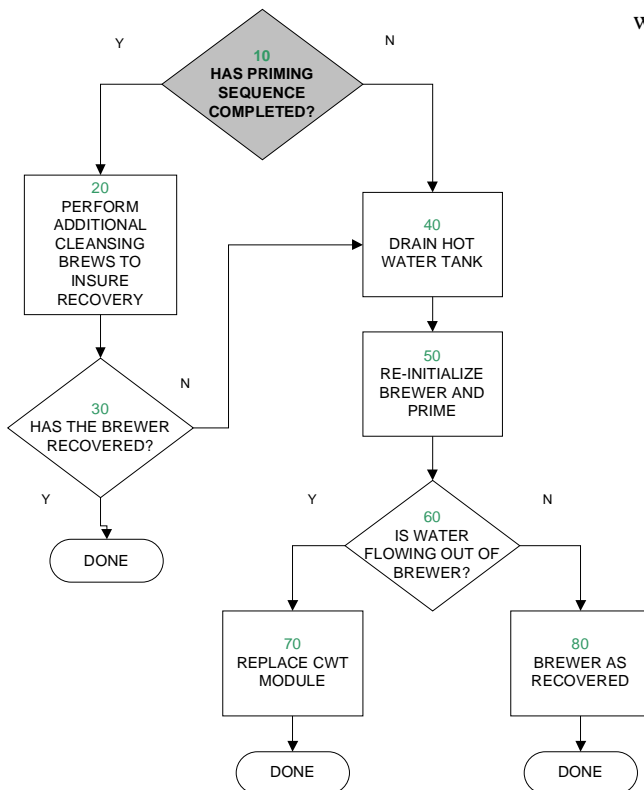 w
Y
N
10
HAS PRIMING
SEQUENCE
COMPLETED?
20
PERFORM
ADDITIONAL
CLEANSING
BREWS TO
INSURE
RECOVERY
40
DRAIN HOT
WATER TANK
50
RE-INITIALIZE
BREWER AND
PRIME
N
30
HAS THE BREWER
RECOVERED?
Y
DONE
Y
N
60
IS WATER
FLOWING OUT OF
BREWER?
70
REPLACE CWT
MODULE
80
BREWER AS
RECOVERED
DONE
DONE